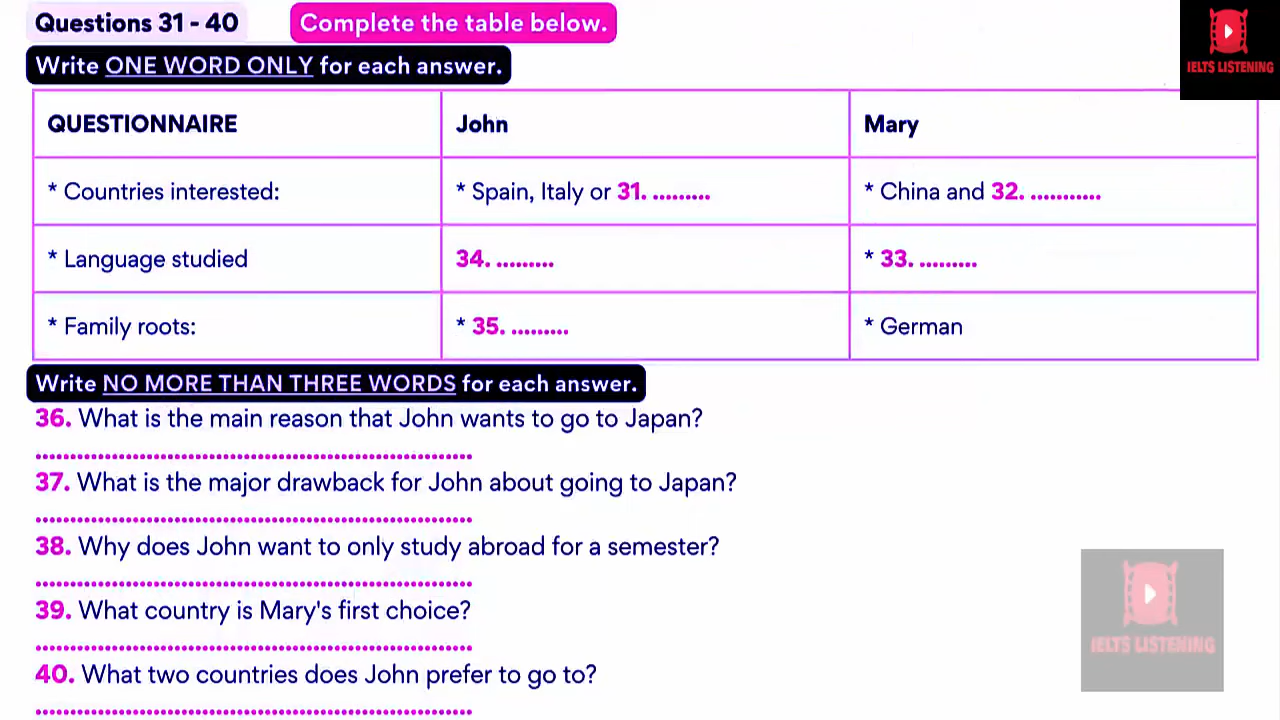 Questions 31 - 40
Complete the table below.
IELTS LISTENING
Write ONE WORD ONLY for each answer.
QUESTIONNAIRE John Mary
* Countries interested: * Spain, Italy or 31. ......... * China and 32. ...........
* Language studied 34. ......... * 33. .........
* Family roots: * 35. ......... * German
Write NO MORE THAN THREE WORDS for each answer.
36. What is the main reason that John wants to go to Japan?
..................................................................
37. What is the major drawback for John about going to Japan?
..................................................................
38. Why does John want to only study abroad for a semester?
..................................................................
39. What country is Mary's first choice?
..................................................................
40. What two countries does John prefer to go to?
..................................................................
IELTS LISTENING